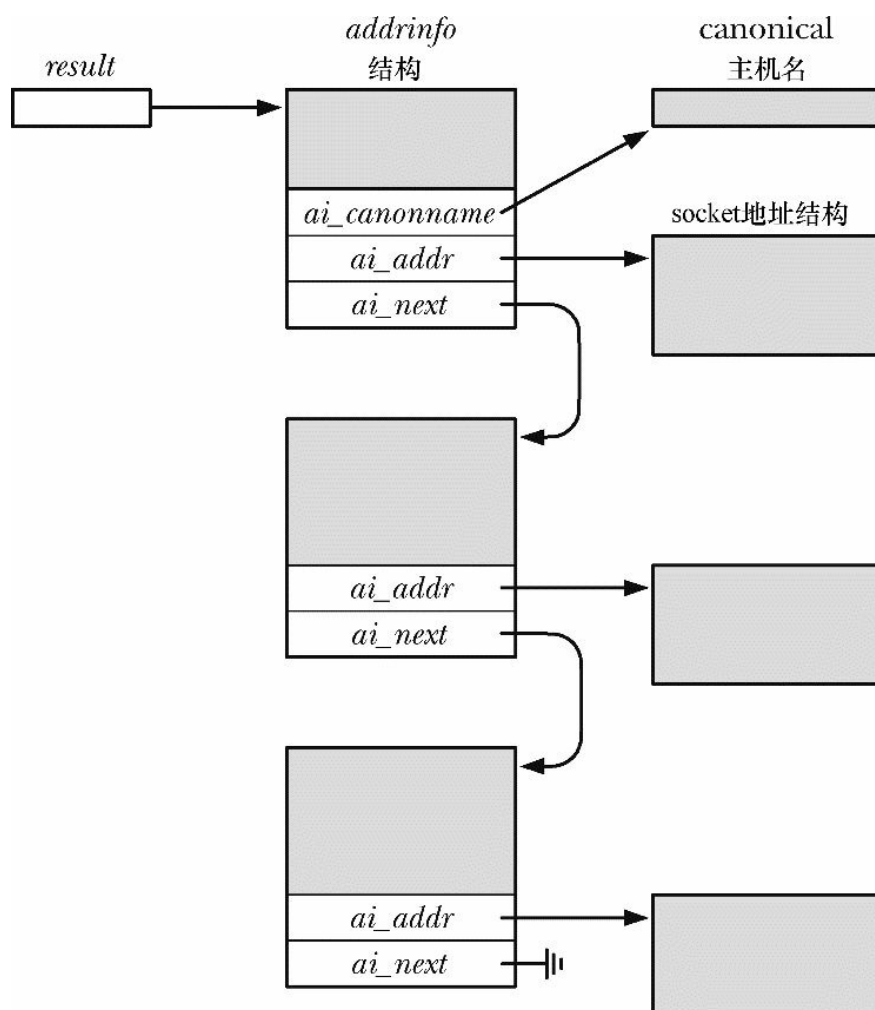 result
addrinfo
结构
canonical
主机名
ai_canonname
ai_addr
ai_next
socket地址结构
ai_addr
ai_next
ai_addr
ai_next